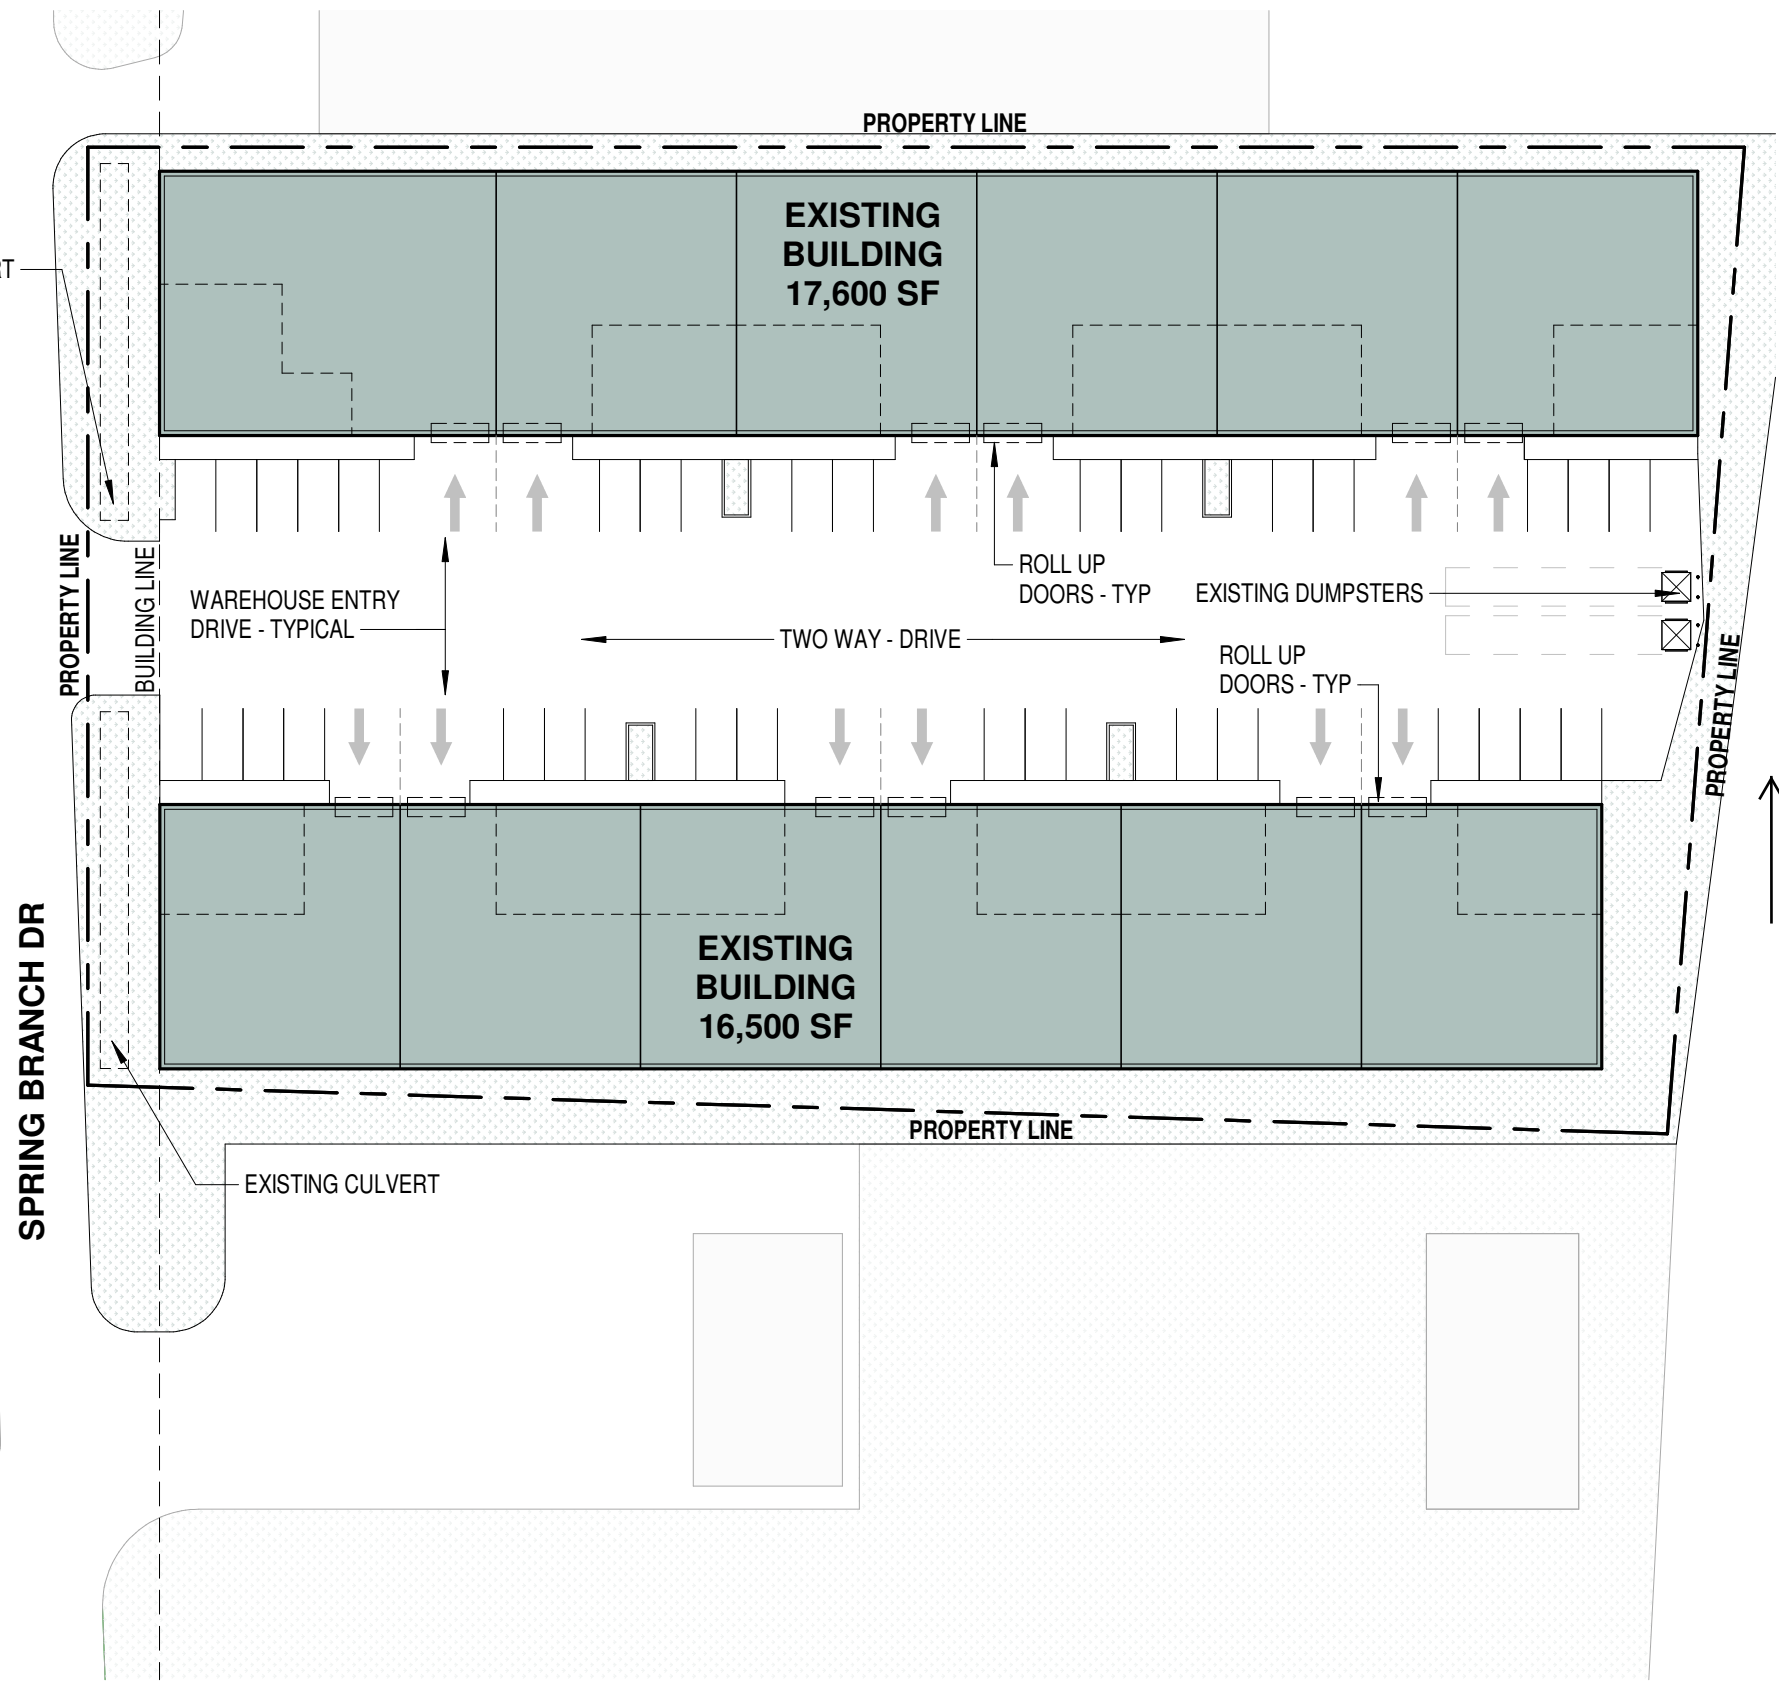 PROPERTY LINE
EXISTING
BUILDING
17,600 SF
PROPERTY LINE
BUILDING LINE
WAREHOUSE ENTRY
DRIVE - TYPICAL
TWO WAY - DRIVE
ROLL UP
DOORS - TYP
EXISTING DUMPSTERS
ROLL UP
DOORS - TYP
PROPERTY LINE
EXISTING
BUILDING
16,500 SF
SPRING BRANCH DR
PROPERTY LINE
EXISTING CULVERT